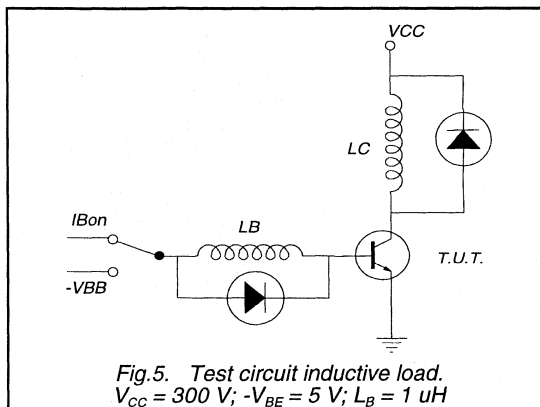 VCC
LC
IBon
LB
-VBB
T.U.T.
Fig.5. Test circuit inductive load.
VCC = 300 V; -VBE = 5 V; LB = 1 uH